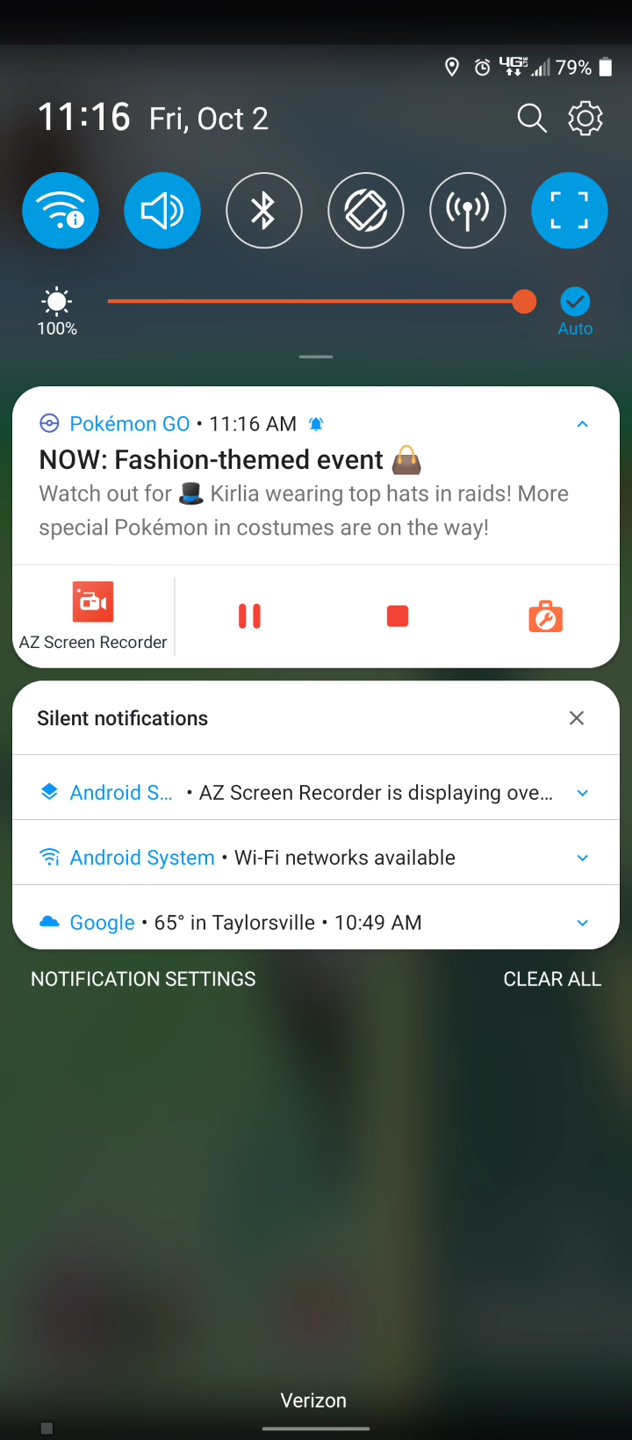 4G 79%
11:16 Fri, Oct 2
100%
Auto
Pokémon GO • 11:16 AM
NOW: Fashion-themed event 👜
Watch out for 🎩 Kirlia wearing top hats in raids! More
special Pokémon in costumes are on the way!
AZ Screen Recorder
Silent notifications
Android S... • AZ Screen Recorder is displaying ove...
Android System • Wi-Fi networks available
Google • 65° in Taylorsville • 10:49 AM
NOTIFICATION SETTINGS CLEAR ALL
Verizon